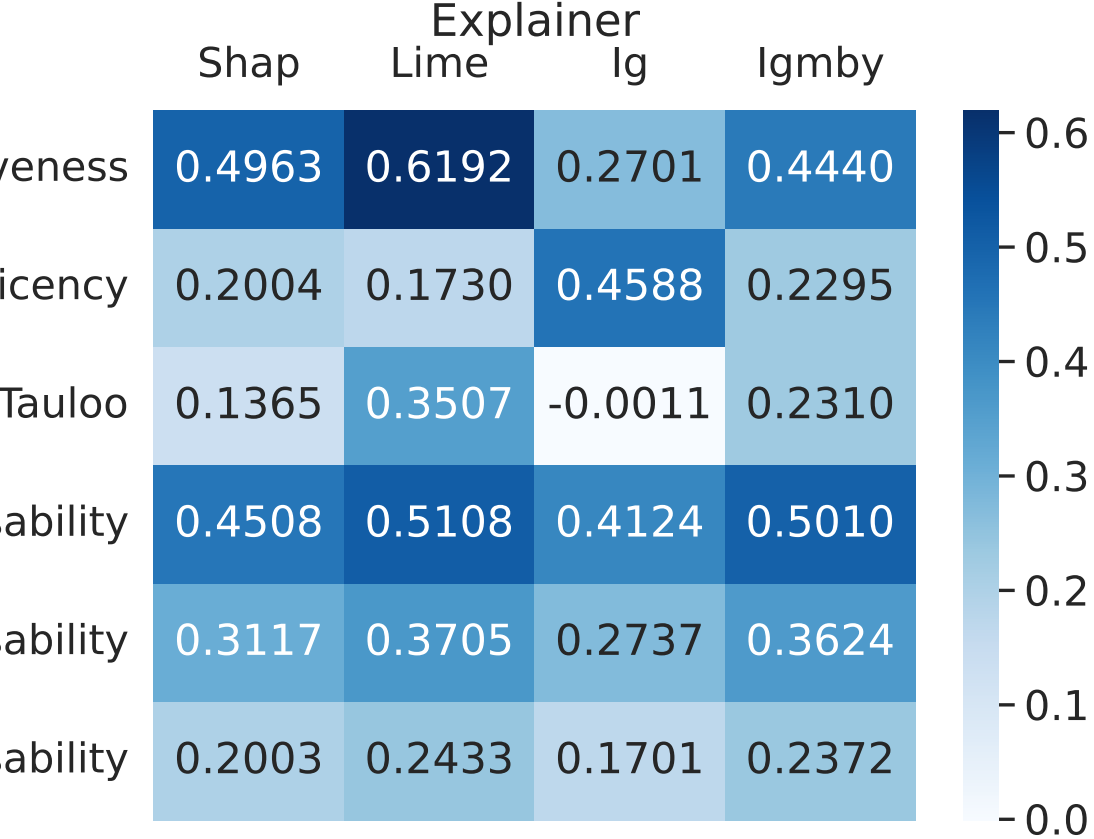 Explainer
Shap Lime Ig Igmby
yeness 0.4963 0.6192 0.2701 0.4440
icency 0.2004 0.1730 0.4588 0.2295
Tauloo 0.1365 0.3507 -0.0011 0.2310
ability 0.4508 0.5108 0.4124 0.5010
ability 0.3117 0.3705 0.2737 0.3624
ability 0.2003 0.2433 0.1701 0.2372
0.6
0.5
0.4
0.3
0.2
0.1
0.0